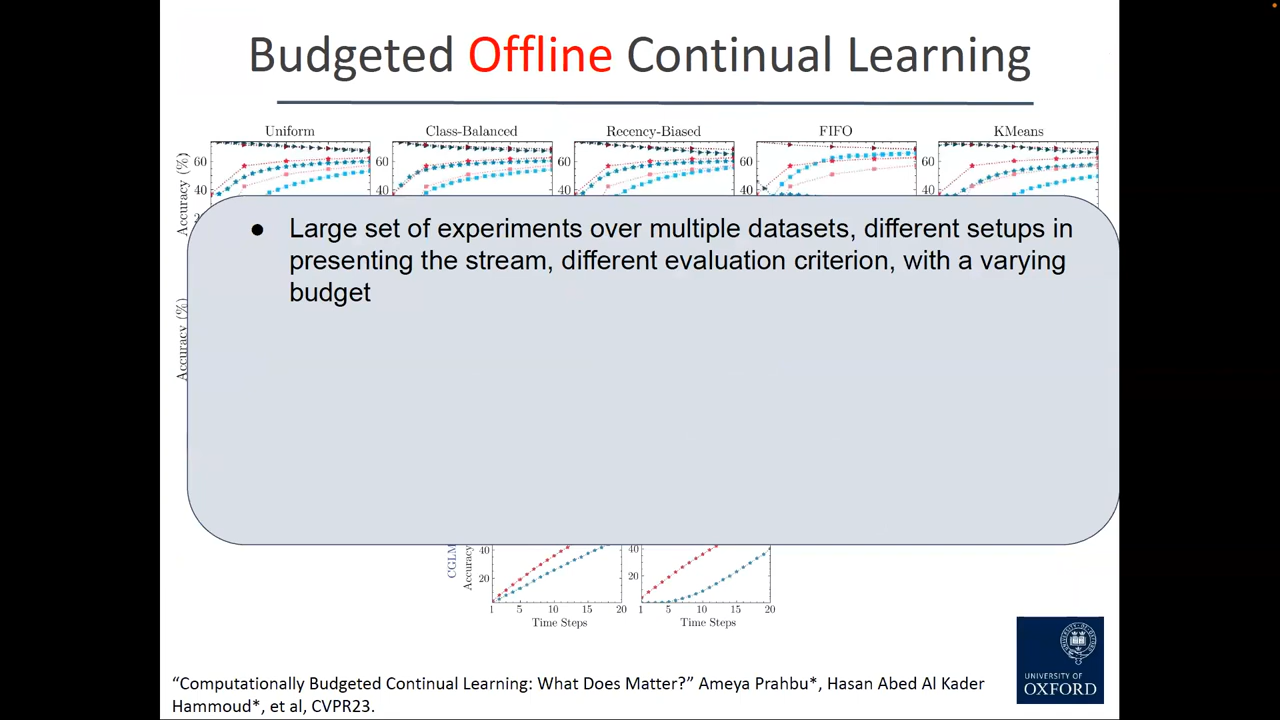 Budgeted Offline Continual Learning
Uniform Class-Balanced Recency-Biased FIFO KMeans
60 60 60 60 60
40 40 40 40 40
Accuracy (%)
● Large set of experiments over multiple datasets, different setups in
presenting the stream, different evaluation criterion, with a varying
budget
Accuracy (%)
CGLM
Accuracy
40 40
20 20
1 5 10 15 20 1 5 10 15 20
Time Steps Time Steps
UNIVERSITY OF
OXFORD
“Computationally Budgeted Continual Learning: What Does Matter?” Ameya Prahbu*, Hasan Abed Al Kader
Hammoud*, et al, CVPR23.